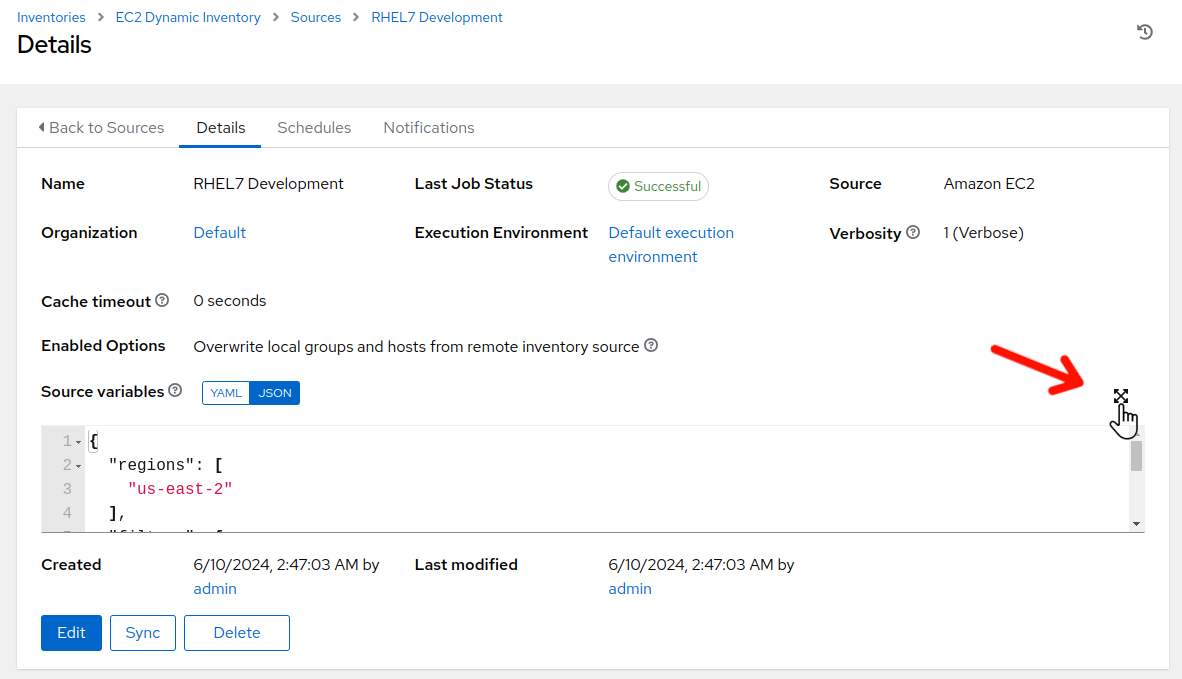 Inventories > EC2 Dynamic Inventory > Sources > RHEL7 Development
Details
Back to Sources Details Schedules Notifications
Name RHEL7 Development Last Job Status Successful Source Amazon EC2
Organization Default Execution Environment Default execution Verbosity 1 (Verbose)
environment
Cache timeout 0 seconds
Enabled Options Overwrite local groups and hosts from remote inventory source
Source variables YAML JSON
1 {
2 "regions": [
3 "us-east-2"
4 ],
Created 6/10/2024, 2:47:03 AM by Last modified 6/10/2024, 2:47:03 AM by
admin admin
Edit Sync Delete